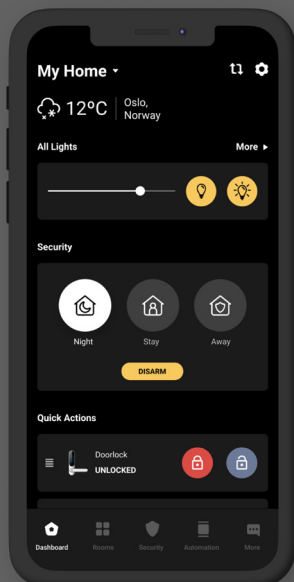 My Home
12°C
Oslo,
Norway
All Lights
More
Security
Night
Stay
Away
DISARM
Quick Actions
Doorlock
UNLOCKED
Dashboard
Rooms
Security
Automation
More